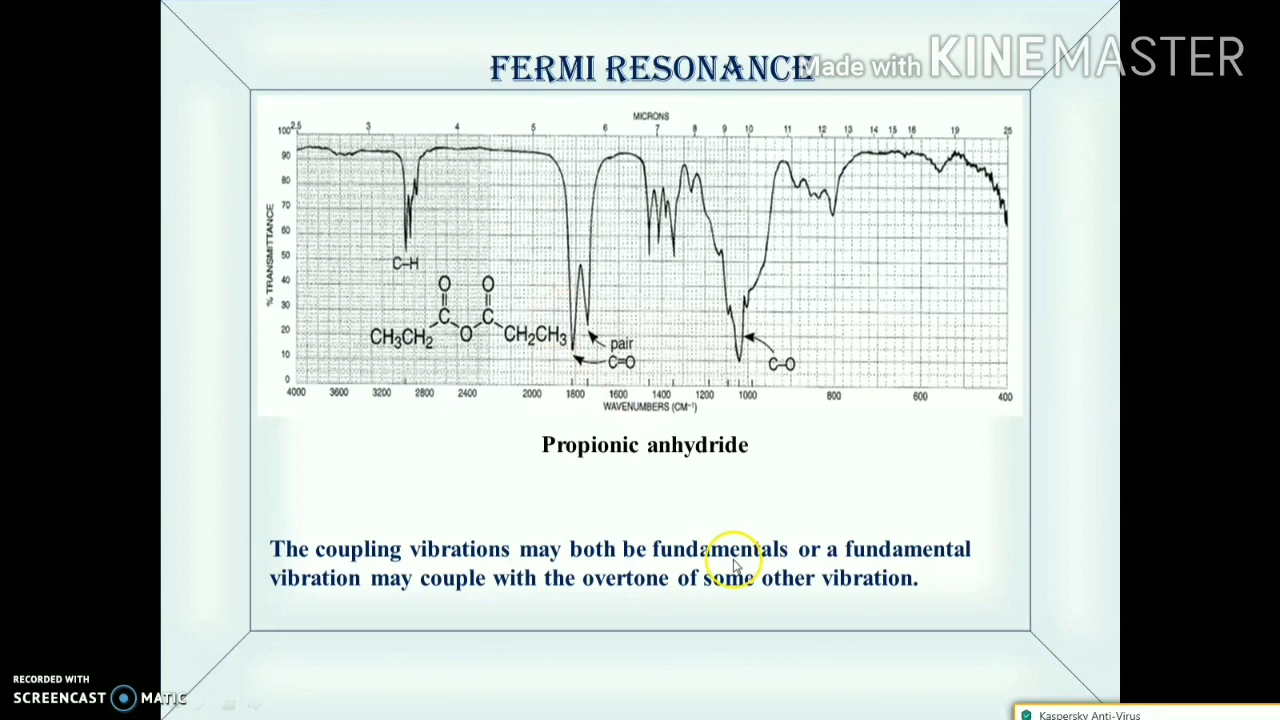 FERMI RESONANCE
Made with KINEMASTER
MICRONS
2.5 3 4 5 6 7 8 9 10 11 12 13 14 15 16 19 25
100
90
80
70
60
50
40
30
20
10
0
% TRANSMITTANCE
C–H
O O
C C
CH3CH2 O CH2CH3
pair
C=O
C–O
4000 3600 3200 2800 2400 2000 1800 1600 1400 1200 1000 800 600 400
WAVENUMBERS (CM⁻¹)
Propionic anhydride
The coupling vibrations may both be fundamentals or a fundamental
vibration may couple with the overtone of some other vibration.
RECORDED WITH
SCREENCAST MATIC
Kaspersky Anti-Virus